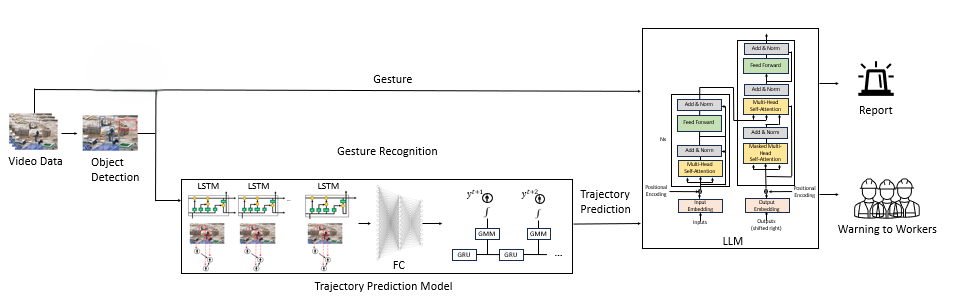 Gesture
Gesture Recognition
Video Data
Object
Detection
LSTM
LSTM
LSTM
...
FC
y^{t+1}
y^{t+2}
GMM
GMM
GRU
GRU
...
Trajectory Prediction Model
Trajectory
Prediction
Add & Norm
Feed Forward
Nx
Add & Norm
Multi-Head
Self-Attention
Positional
Encoding
Input
Embedding
Inputs
Add & Norm
Feed Forward
Add & Norm
Multi-Head
Self-Attention
Add & Norm
Masked Multi-
Head
Self-Attention
Positional
Encoding
Output
Embedding
Outputs
(shifted right)
LLM
Report
Warning to Workers